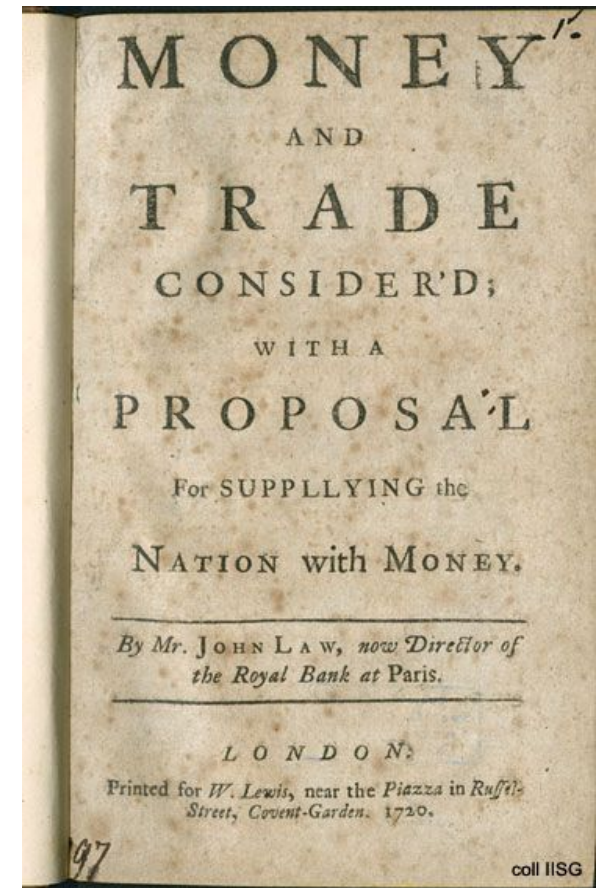 MONEY
AND
TRADE
CONSIDER'D;
WITH A
PROPOSAL
For SUPPLLYING the
NATION with MONEY.
By Mr. JOHN LAW, now Director of
the Royal Bank at Paris.
LONDON:
Printed for W. Lewis, near the Piazza in Russel-
Street, Covent-Garden. 1720.
97
coll IISG